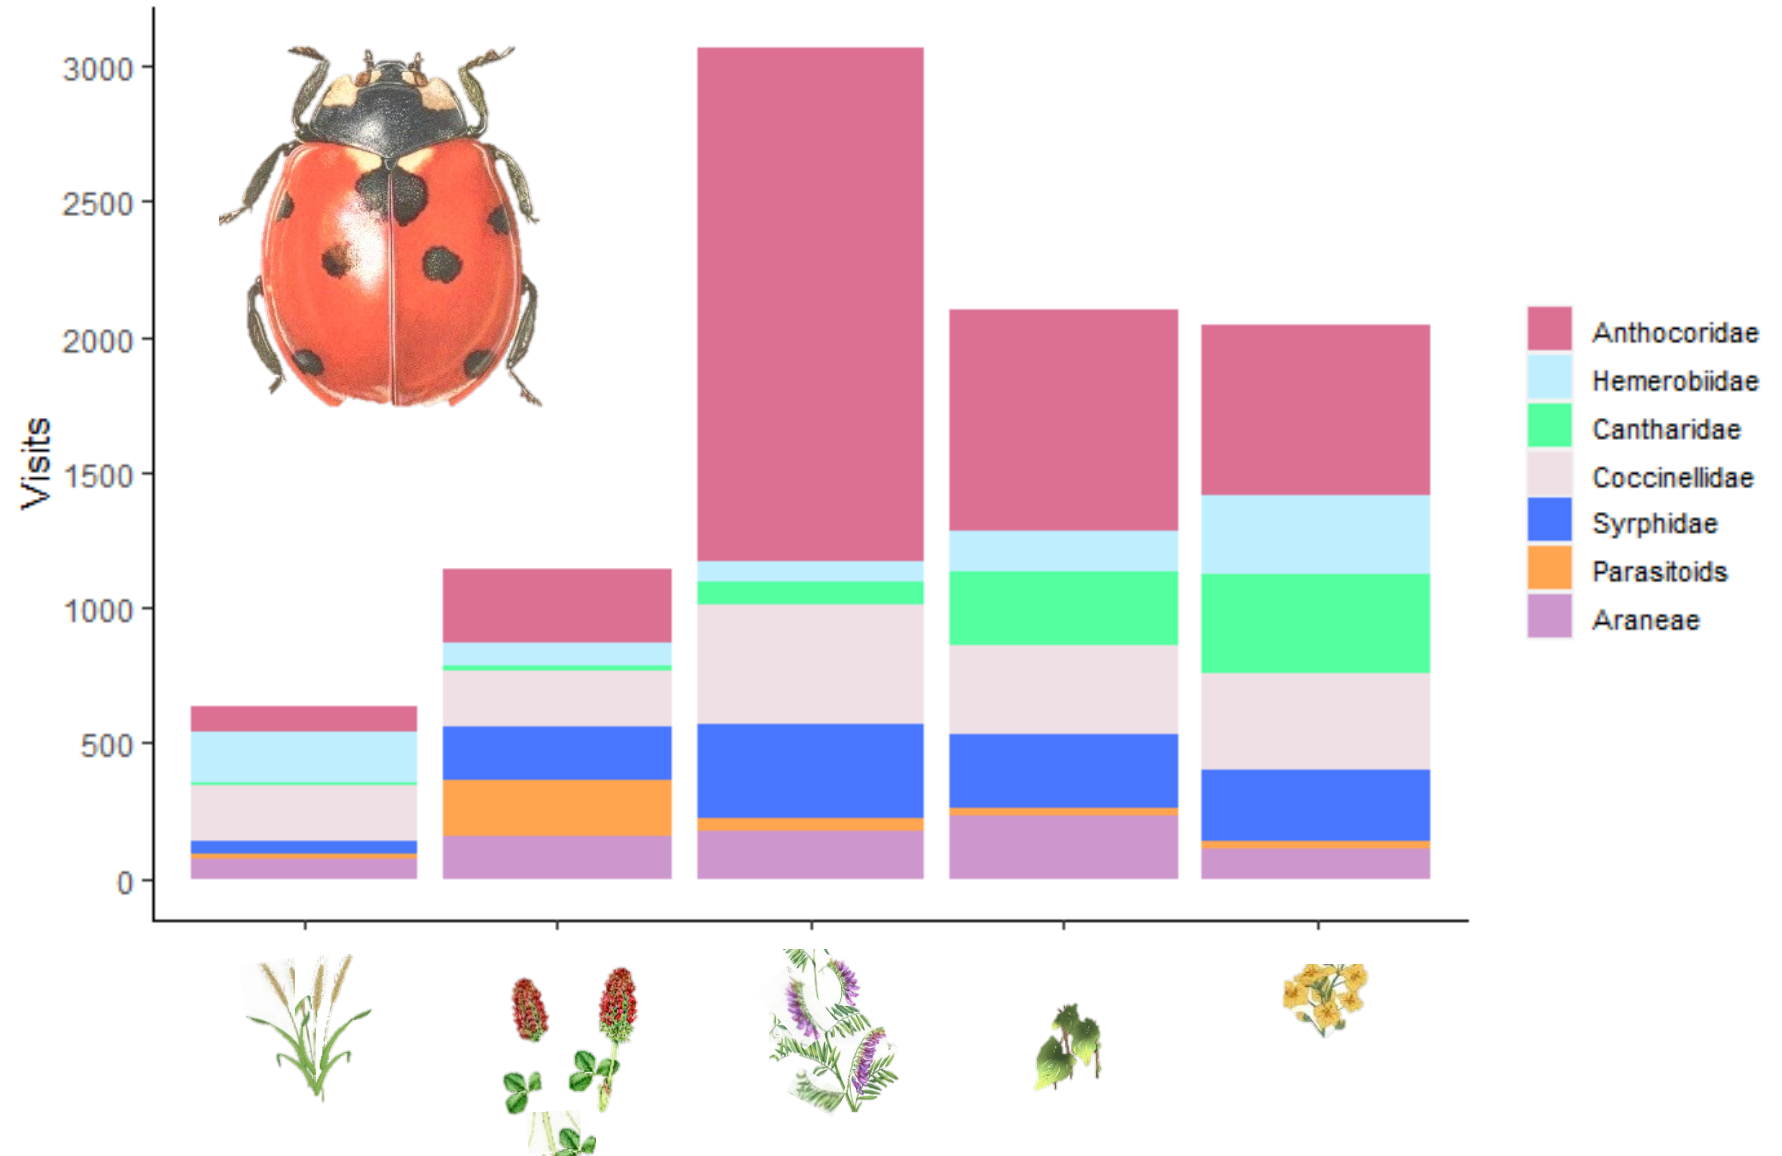 3000
2500
2000
1500
1000
500
0
Visits
Anthocoridae
Hemerobiidae
Cantharidae
Coccinellidae
Syrphidae
Parasitoids
Araneae